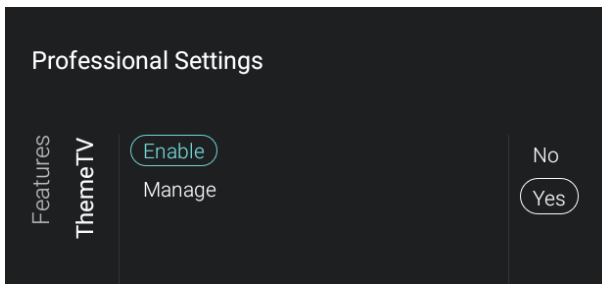 Professional Settings
Features
ThemeTV
Enable
Manage
No
Yes